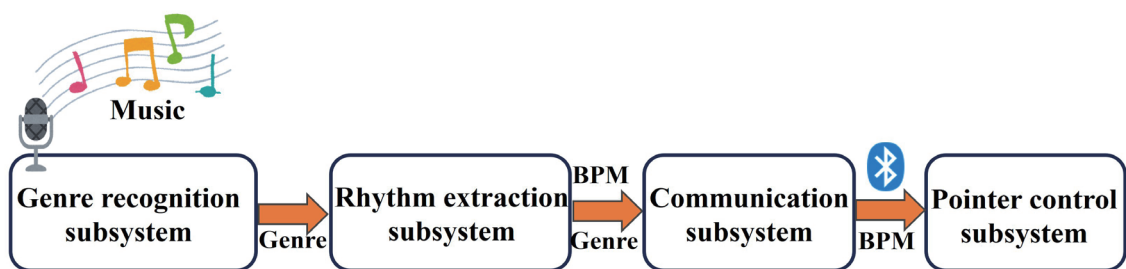 Music
Genre recognition
subsystem
Genre
Rhythm extraction
subsystem
BPM
Genre
Communication
subsystem
BPM
Pointer control
subsystem